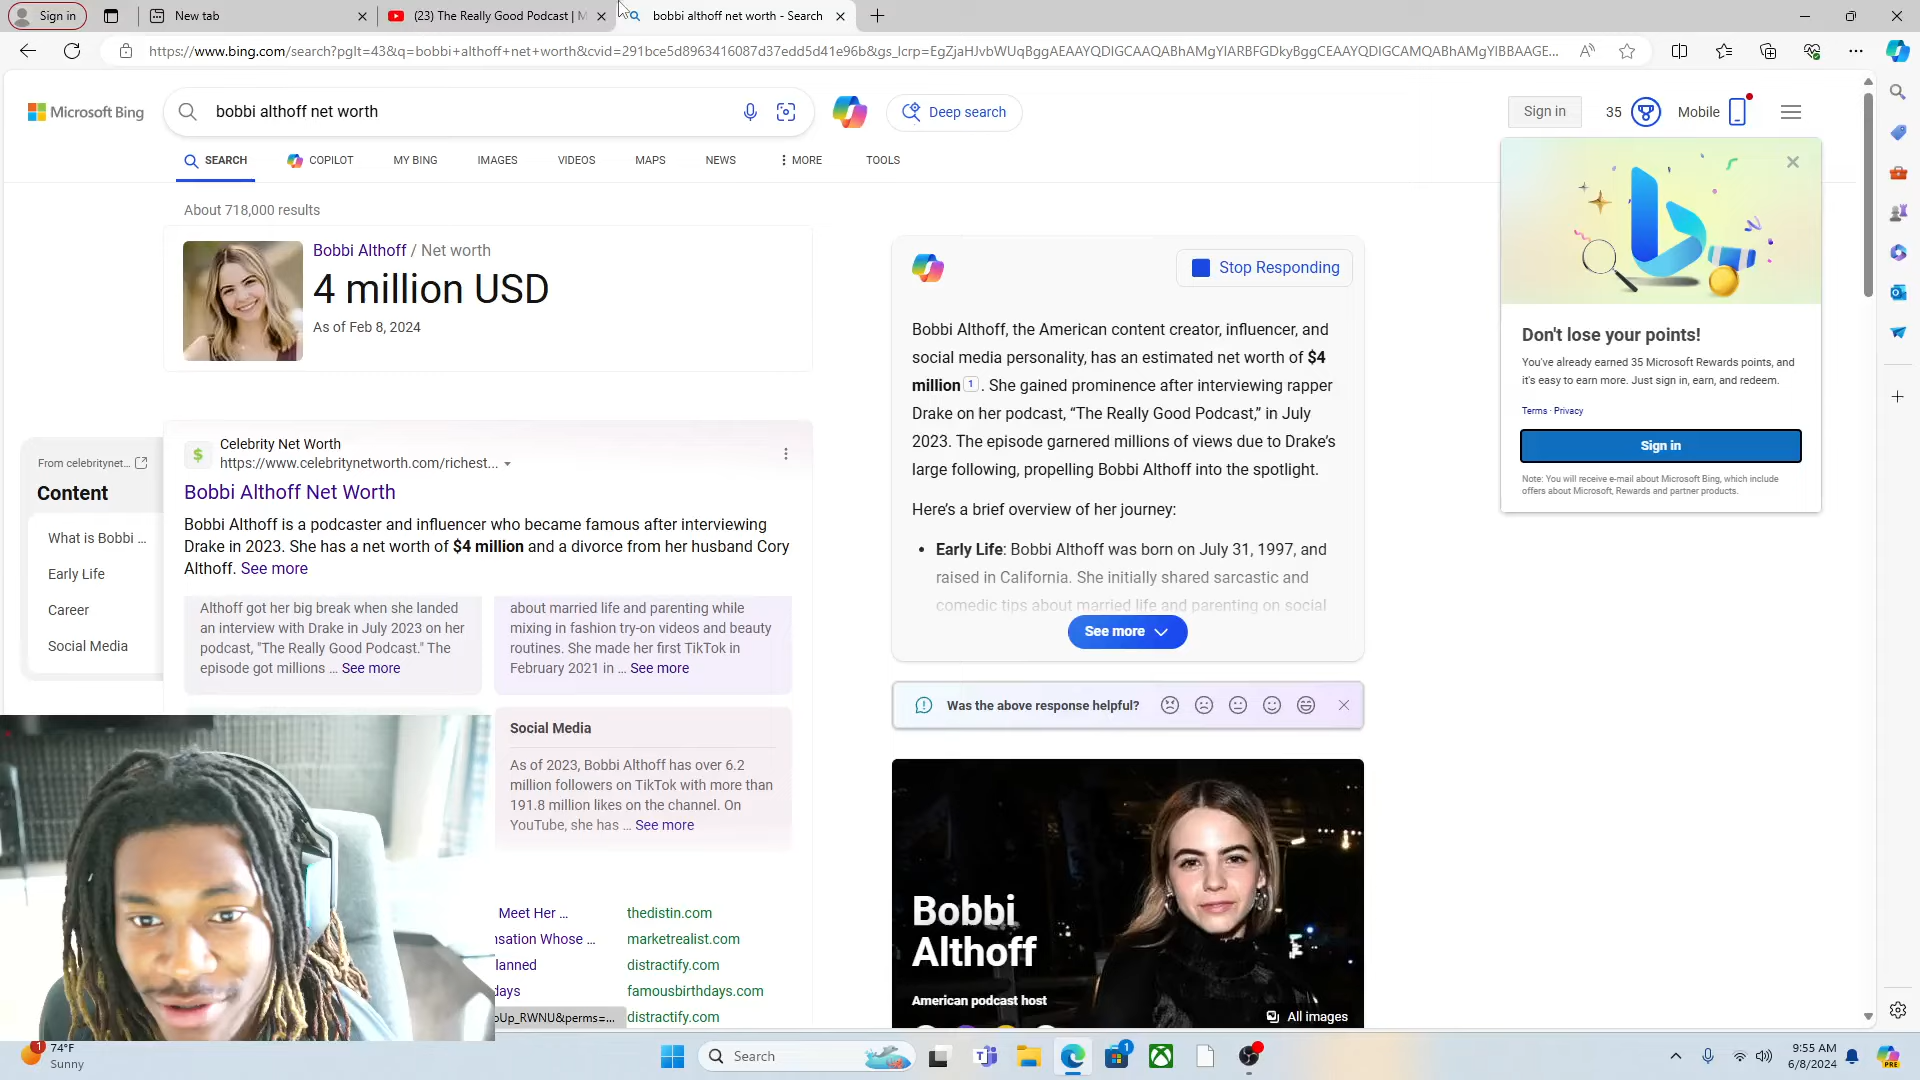 Sign in
New tab
(23) The Really Good Podcast | M
bobbi althoff net worth - Search
https://www.bing.com/search?pglt=43&q=bobbi+althoff+net+worth&cvid=291bce5d8963416087d37edd5d41e96b&gs_lcrp=EgZjaHJvbWUqBggAEAAYQDIGCAAQABhAMgYIARBFGDkyBggCEAAYQDIGCAMQABhAMgYIBBAAGE...
Microsoft Bing
bobbi althoff net worth
Deep search
Sign in
35
Mobile
SEARCH
COPILOT
MY BING
IMAGES
VIDEOS
MAPS
NEWS
MORE
TOOLS
About 718,000 results
Bobbi Althoff / Net worth
4 million USD
As of Feb 8, 2024
From celebritynet...
Content
What is Bobbi ...
Early Life
Career
Social Media
Celebrity Net Worth
https://www.celebritynetworth.com/richest...
Bobbi Althoff Net Worth
Bobbi Althoff is a podcaster and influencer who became famous after interviewing
Drake in 2023. She has a net worth of $4 million and a divorce from her husband Cory
Althoff. See more
Althoff got her big break when she landed
an interview with Drake in July 2023 on her
podcast, "The Really Good Podcast." The
episode got millions ... See more
about married life and parenting while
mixing in fashion try-on videos and beauty
routines. She made her first TikTok in
February 2021 in ... See more
Social Media
As of 2023, Bobbi Althoff has over 6.2
million followers on TikTok with more than
191.8 million likes on the channel. On
YouTube, she has ... See more
Meet Her ...
thedistin.com
nsation Whose ...
marketrealist.com
lanned
distractify.com
days
famousbirthdays.com
pUp_RWNU&perms=...
distractify.com
Stop Responding
Bobbi Althoff, the American content creator, influencer, and
social media personality, has an estimated net worth of $4
million 1 . She gained prominence after interviewing rapper
Drake on her podcast, “The Really Good Podcast,” in July
2023. The episode garnered millions of views due to Drake’s
large following, propelling Bobbi Althoff into the spotlight.
Here’s a brief overview of her journey:
• Early Life: Bobbi Althoff was born on July 31, 1997, and
raised in California. She initially shared sarcastic and
comedic tips about married life and parenting on social
See more
Was the above response helpful?
Bobbi
Althoff
American podcast host
All images
Don't lose your points!
You've already earned 35 Microsoft Rewards points, and
it's easy to earn more. Just sign in, earn, and redeem.
Terms · Privacy
Sign in
Note: You will receive e-mail about Microsoft Bing, which include
offers about Microsoft, Rewards and partner products.
1
74°F
Sunny
Search
1
9:55 AM
6/8/2024
PRE